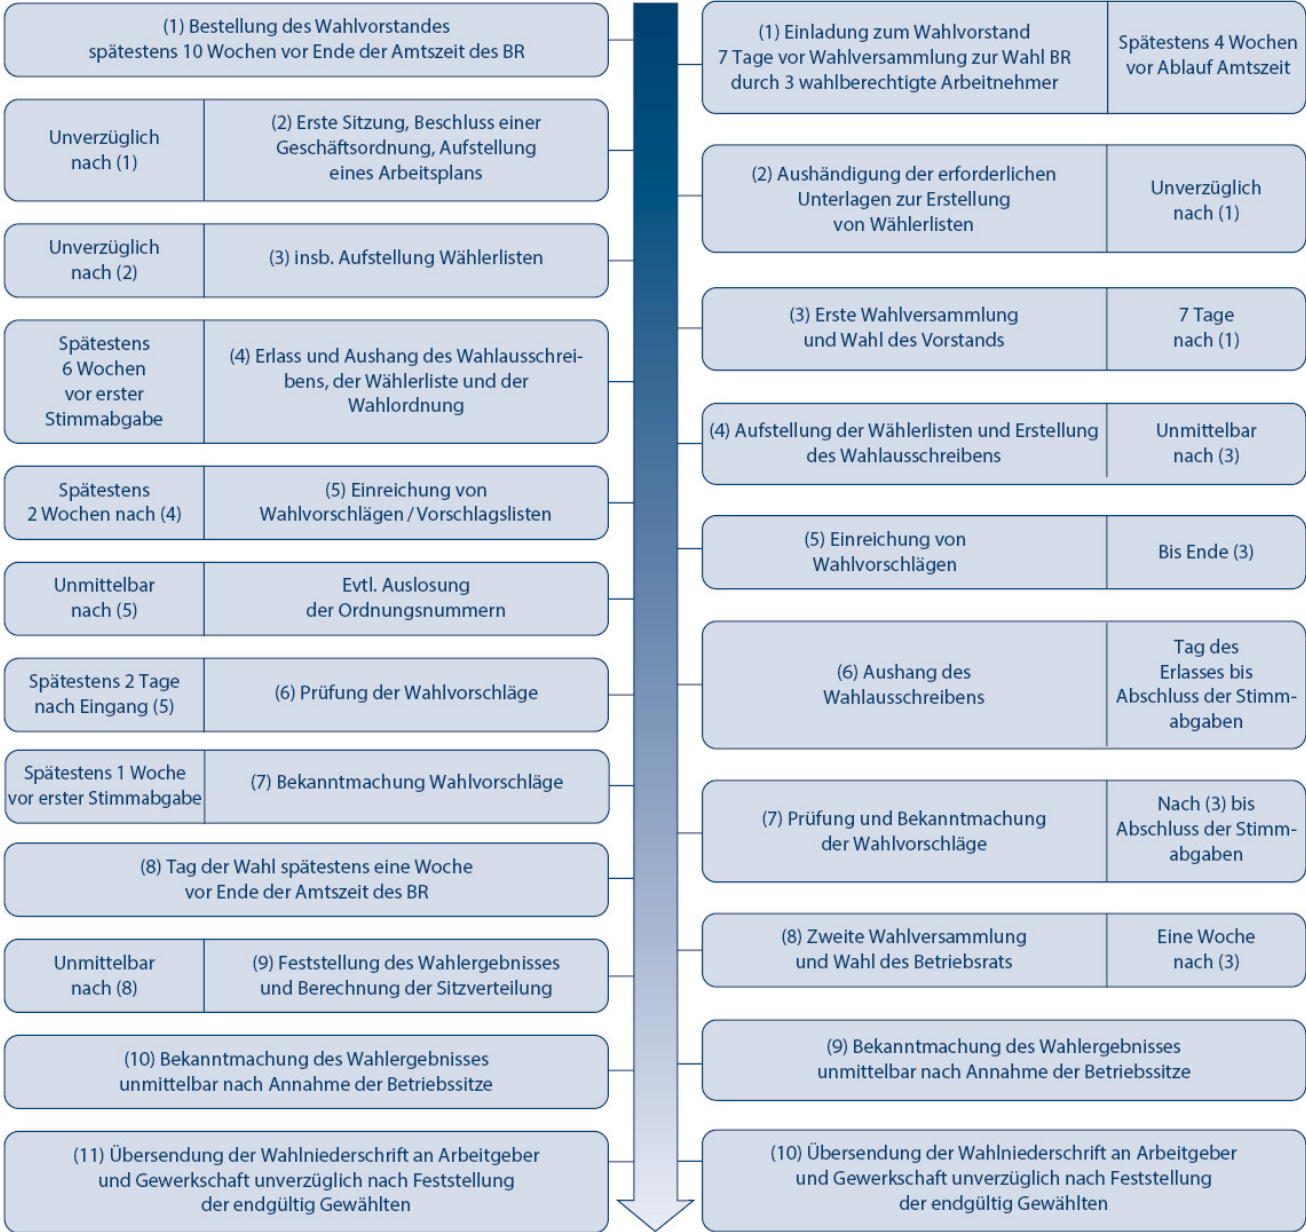 (1) Bestellung des Wahlvorstandes
spätestens 10 Wochen vor Ende der Amtszeit des BR
Unverzüglich
nach (1)
(2) Erste Sitzung, Beschluss einer
Geschäftsordnung, Aufstellung
eines Arbeitsplans
Unverzüglich
nach (2)
(3) insb. Aufstellung Wählerlisten
Spätestens
6 Wochen
vor erster
Stimmabgabe
(4) Erlass und Aushang des Wahlausschrei-
bens, der Wählerliste und der
Wahlordnung
Spätestens
2 Wochen nach (4)
(5) Einreichung von
Wahlvorschlägen / Vorschlagslisten
Unmittelbar
nach (5)
Evtl. Auslosung
der Ordnungsnummern
Spätestens 2 Tage
nach Eingang (5)
(6) Prüfung der Wahlvorschläge
Spätestens 1 Woche
vor erster Stimmabgabe
(7) Bekanntmachung Wahlvorschläge
(8) Tag der Wahl spätestens eine Woche
vor Ende der Amtszeit des BR
Unmittelbar
nach (8)
(9) Feststellung des Wahlergebnisses
und Berechnung der Sitzverteilung
(10) Bekanntmachung des Wahlergebnisses
unmittelbar nach Annahme der Betriebssitze
(11) Übersendung der Wahlniederschrift an Arbeitgeber
und Gewerkschaft unverzüglich nach Feststellung
der endgültig Gewählten
(1) Einladung zum Wahlvorstand
7 Tage vor Wahlversammlung zur Wahl BR
durch 3 wahlberechtigte Arbeitnehmer
Spätestens 4 Wochen
vor Ablauf Amtszeit
(2) Aushändigung der erforderlichen
Unterlagen zur Erstellung
von Wählerlisten
Unverzüglich
nach (1)
(3) Erste Wahlversammlung
und Wahl des Vorstands
7 Tage
nach (1)
(4) Aufstellung der Wählerlisten und Erstellung
des Wahlausschreibens
Unmittelbar
nach (3)
(5) Einreichung von
Wahlvorschlägen
Bis Ende (3)
(6) Aushang des
Wahlausschreibens
Tag des
Erlasses bis
Abschluss der Stimm-
abgaben
(7) Prüfung und Bekanntmachung
der Wahlvorschläge
Nach (3) bis
Abschluss der Stimm-
abgaben
(8) Zweite Wahlversammlung
und Wahl des Betriebsrats
Eine Woche
nach (3)
(9) Bekanntmachung des Wahlergebnisses
unmittelbar nach Annahme der Betriebssitze
(10) Übersendung der Wahlniederschrift an Arbeitgeber
und Gewerkschaft unverzüglich nach Feststellung
der endgültig Gewählten